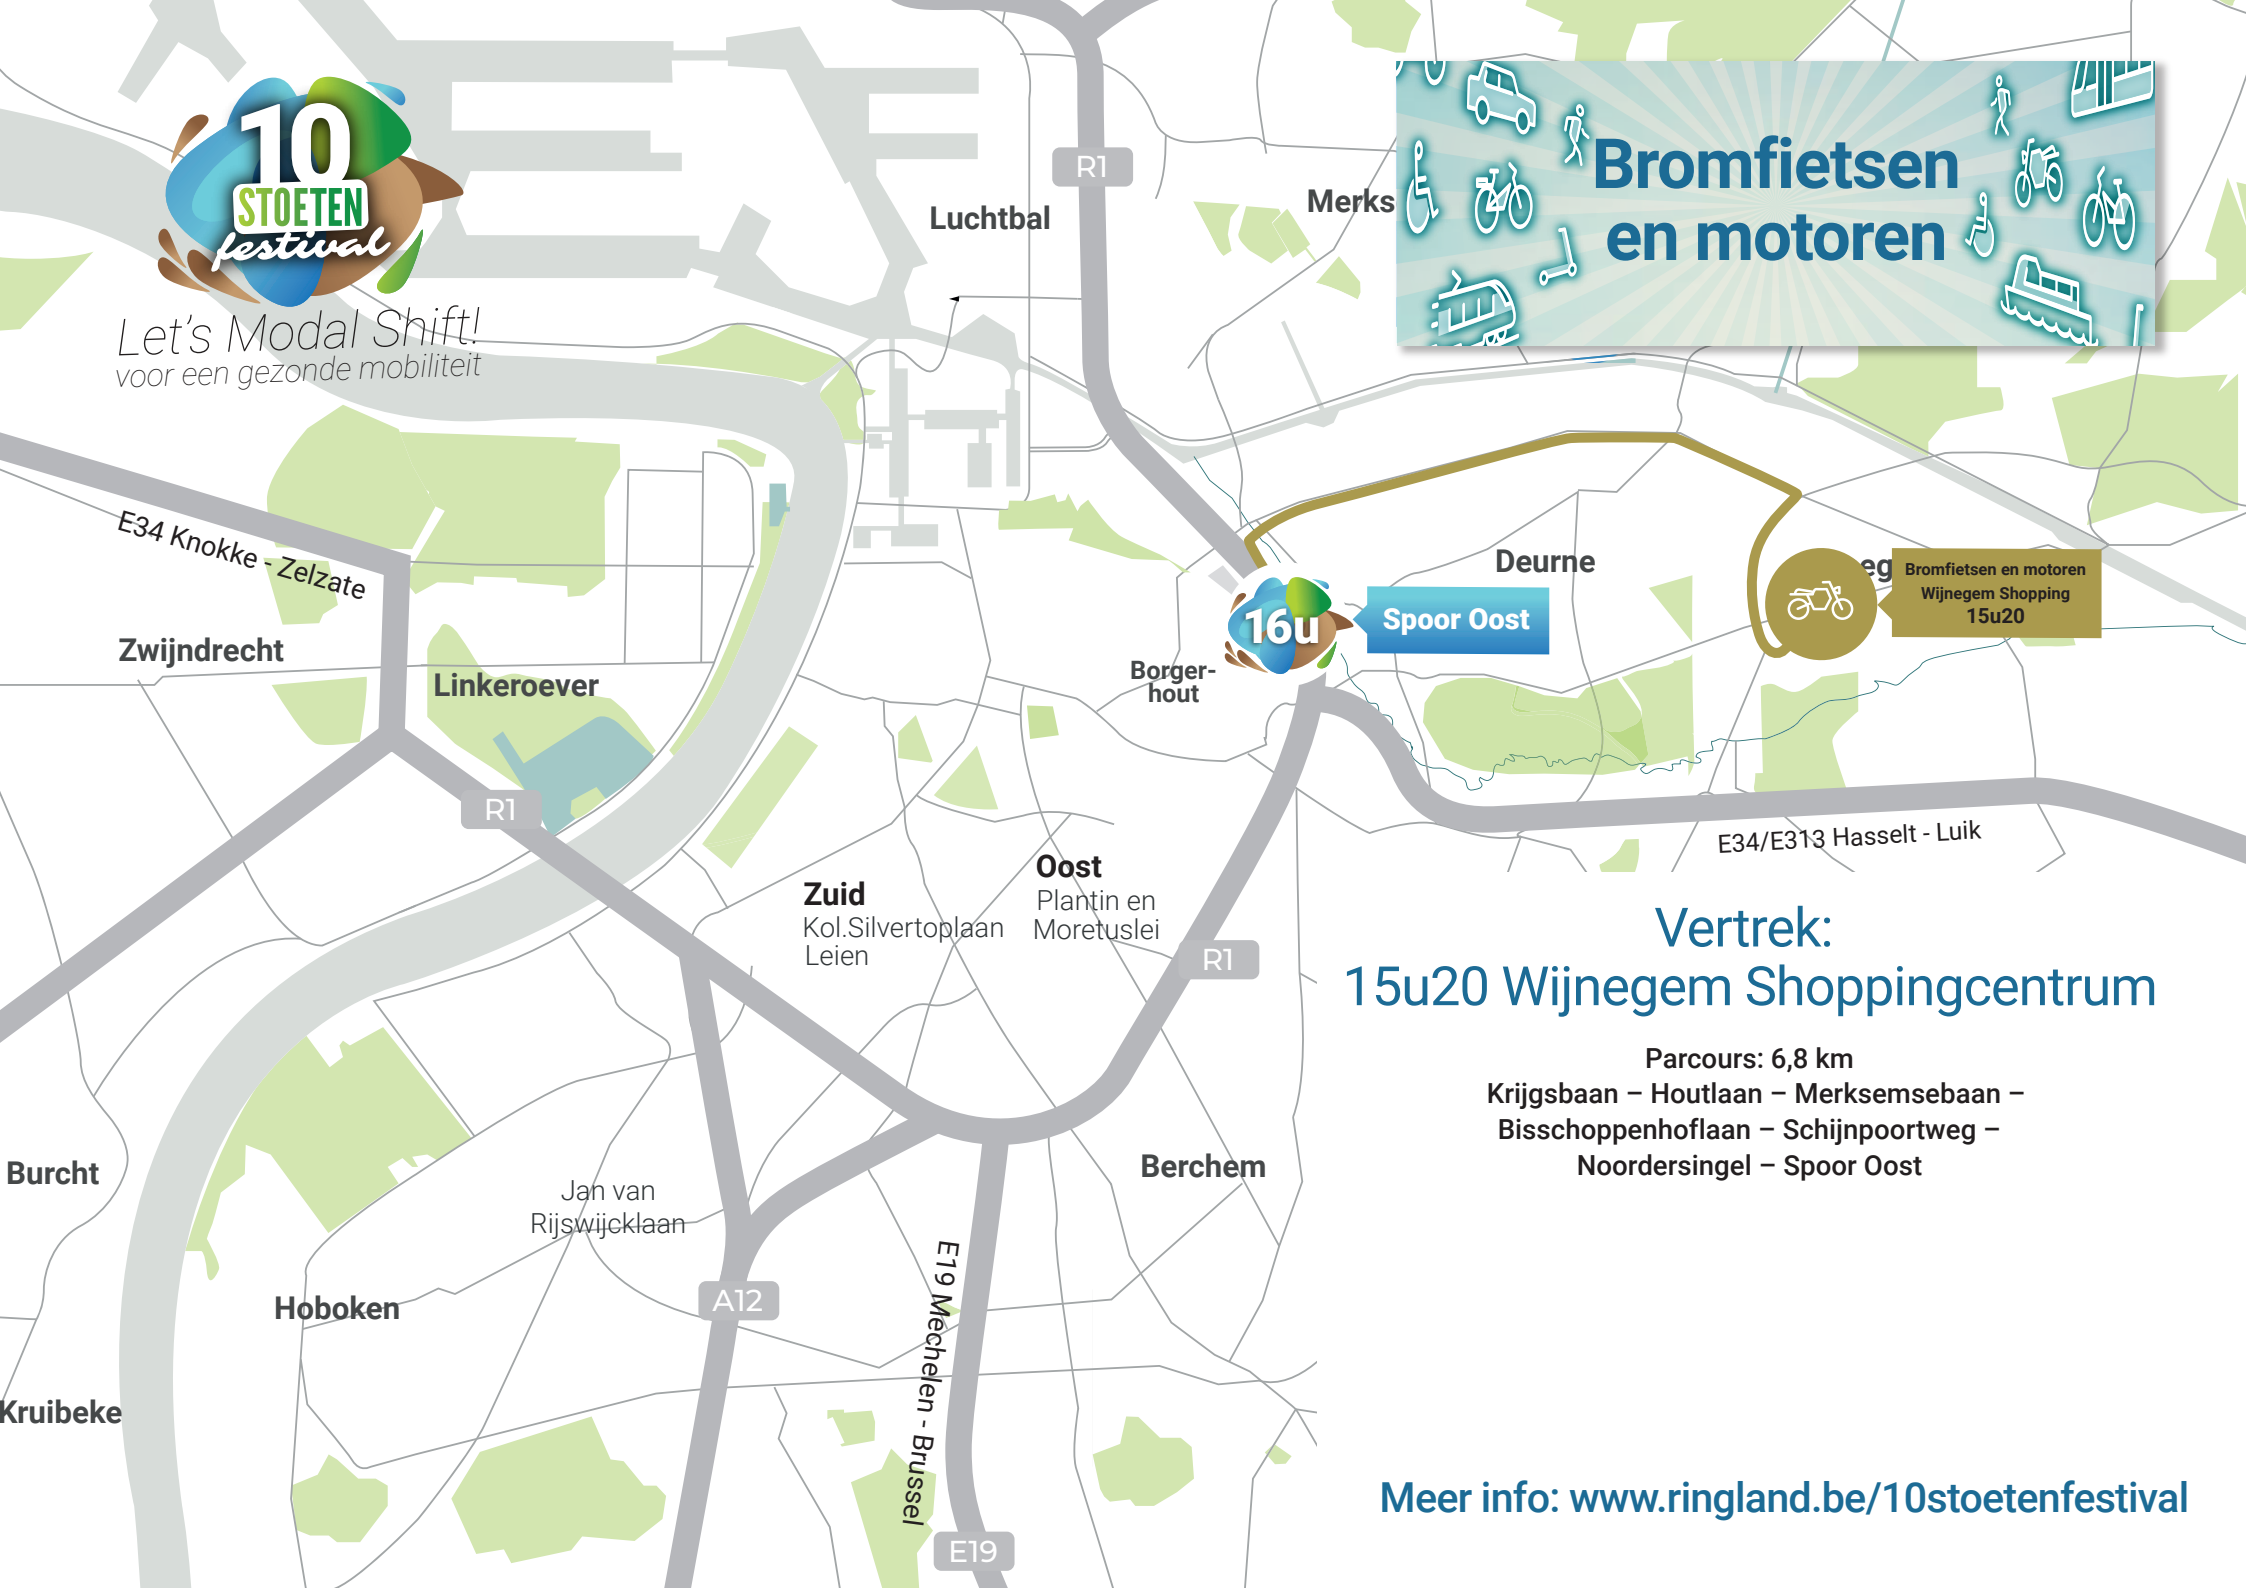 10
STOETEN
festival
Let's Modal Shift!
voor een gezonde mobiliteit
Bromfietsen
en motoren
R1
Luchtbal
Merks
E34 Knokke - Zelzate
Zwijndrecht
Linkeroever
Deurne
eg
Bromfietsen en motoren
Wijnegem Shopping
15u20
16u
Spoor Oost
Borger-
hout
R1
E34/E313 Hasselt - Luik
Zuid
Kol.Silvertoplaan
Leien
Oost
Plantin en
Moretuslei
R1
Vertrek:
15u20 Wijnegem Shoppingcentrum
Parcours: 6,8 km
Krijgsbaan – Houtlaan – Merksemsebaan –
Bisschoppenhoflaan – Schijnpoortweg –
Noordersingel – Spoor Oost
Burcht
Berchem
Jan van
Rijswijcklaan
Hoboken
A12
E19 Mechelen - Brussel
Kruibeke
E19
Meer info: www.ringland.be/10stoetenfestival